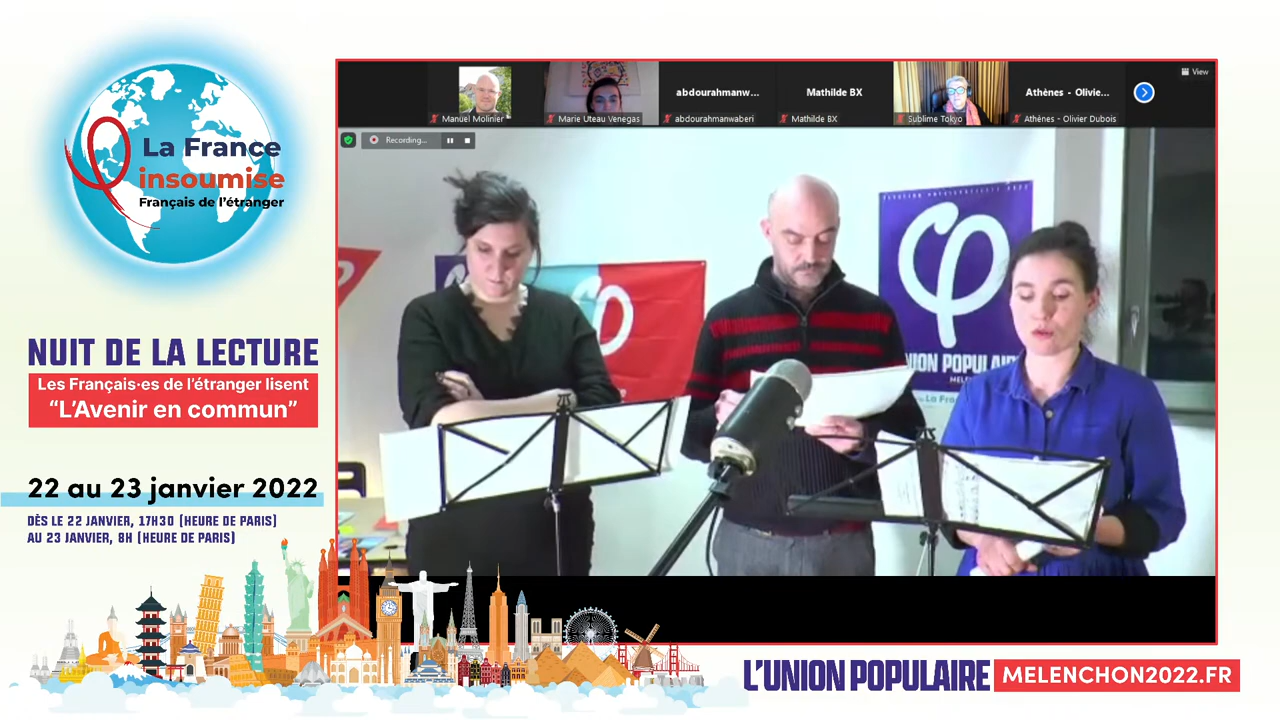 La France
insoumise
Français de l'étranger
NUIT DE LA LECTURE
Les Français·es de l'étranger lisent
“L'Avenir en commun”
22 au 23 janvier 2022
DÈS LE 22 JANVIER, 17H30 (HEURE DE PARIS)
AU 23 JANVIER, 8H (HEURE DE PARIS)
View
abdourahmanw...
Mathilde BX
Athènes - Olivie...
Manuel Molinier
Marie Uteau Venegas
abdourahmanwaberi
Mathilde BX
Sublime Tokyo
Athènes - Olivier Dubois
Recording...
UNION POPULAIRE
L'UNION POPULAIRE
MELENCHON2022.FR